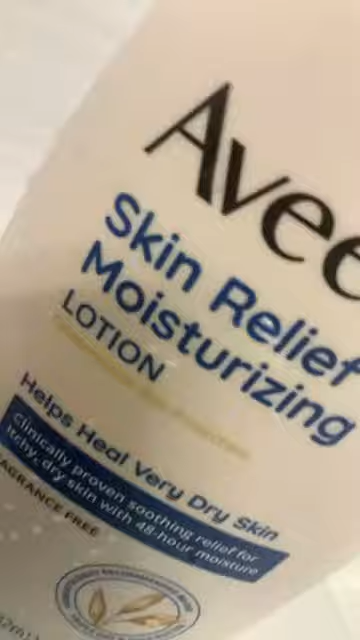 Avee
Skin Relief
Moisturizing
LOTION
Helps Heal Very Dry Skin
Clinically proven soothing relief for
itchy, dry skin with 48-hour moisture
AGRANCE FREE